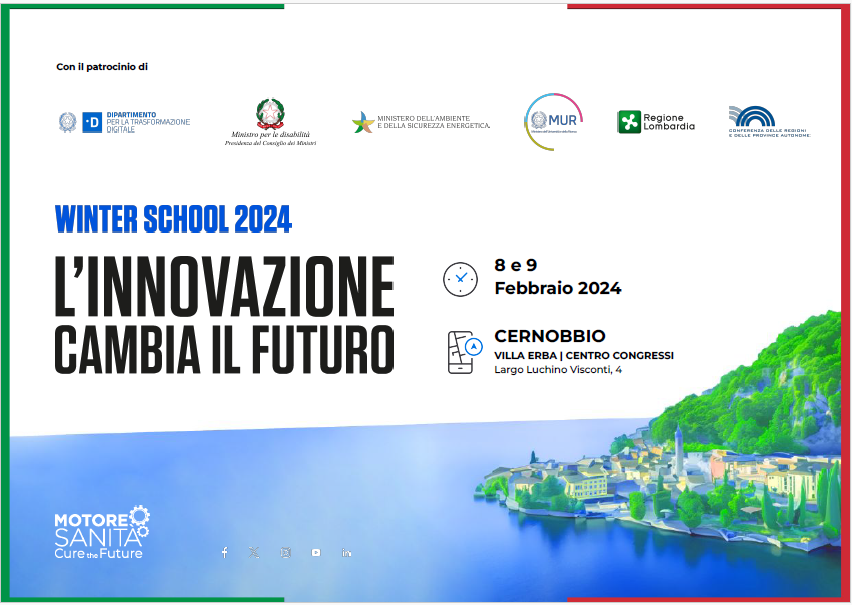 Con il patrocinio di
DIPARTIMENTO
PER LA TRASFORMAZIONE
DIGITALE
Ministro per le disabilità
Presidenza del Consiglio dei Ministri
MINISTERO DELL'AMBIENTE
E DELLA SICUREZZA ENERGETICA
MUR
Regione
Lombardia
CONFERENZA DELLE REGIONI
E DELLE PROVINCE AUTONOME
WINTER SCHOOL 2024
L'INNOVAZIONE
CAMBIA IL FUTURO
8 e 9
Febbraio 2024
CERNOBBIO
VILLA ERBA | CENTRO CONGRESSI
Largo Luchino Visconti, 4
MOTORE
SANITÀ
Cure the Future